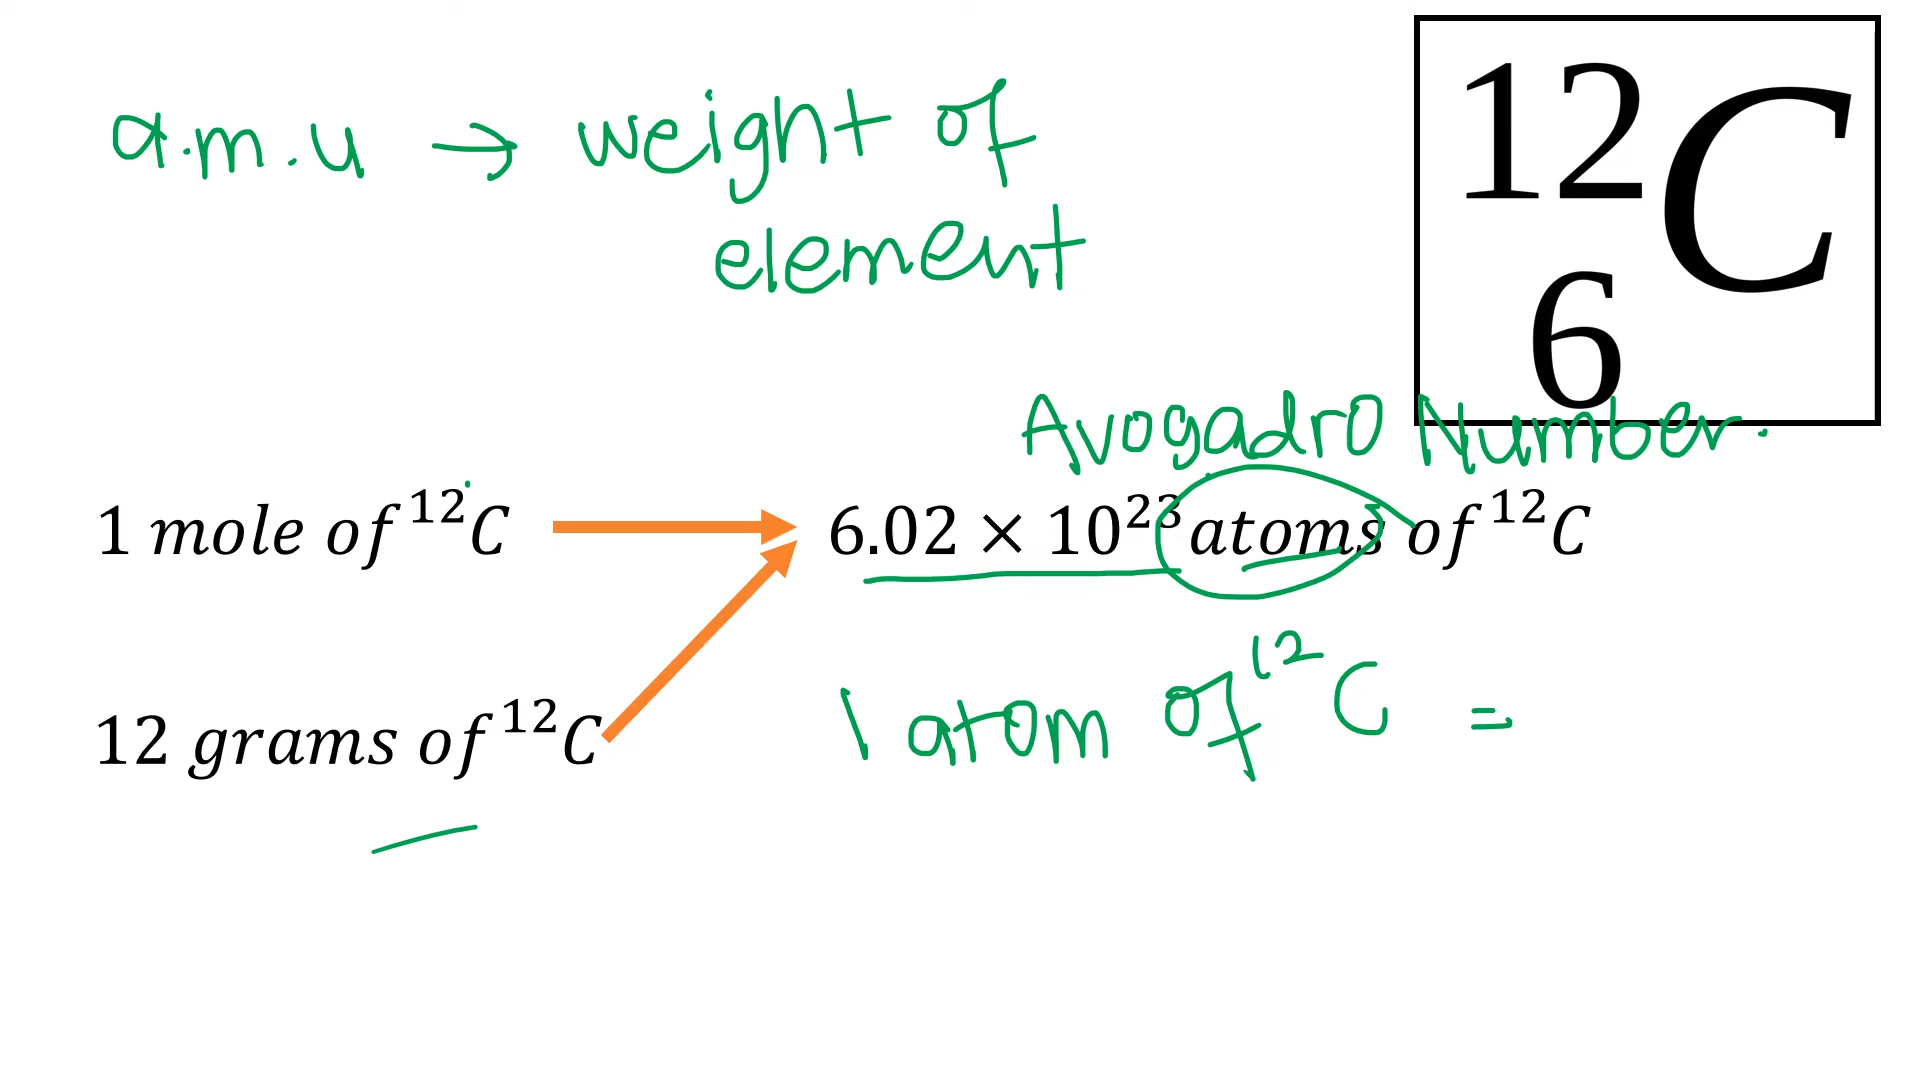 a.m.u → weight of
element
12
C
6
Avogadro Number.
1 mole of ¹²C
6.02 × 10²³ atoms of ¹²C
12 grams of ¹²C
1 atom of ¹²C =